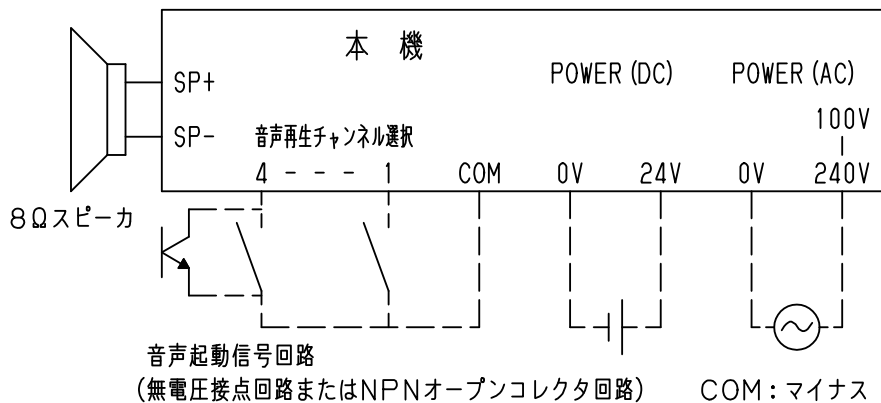 本 機
POWER (DC) POWER (AC)
SP+
100V
SP- 音声再生チャンネル選択
4 - - - 1 COM 0V 24V 0V 240V
8Ωスピーカ
音声起動信号回路
(無電圧接点回路またはNPNオープンコレクタ回路) COM:マイナス